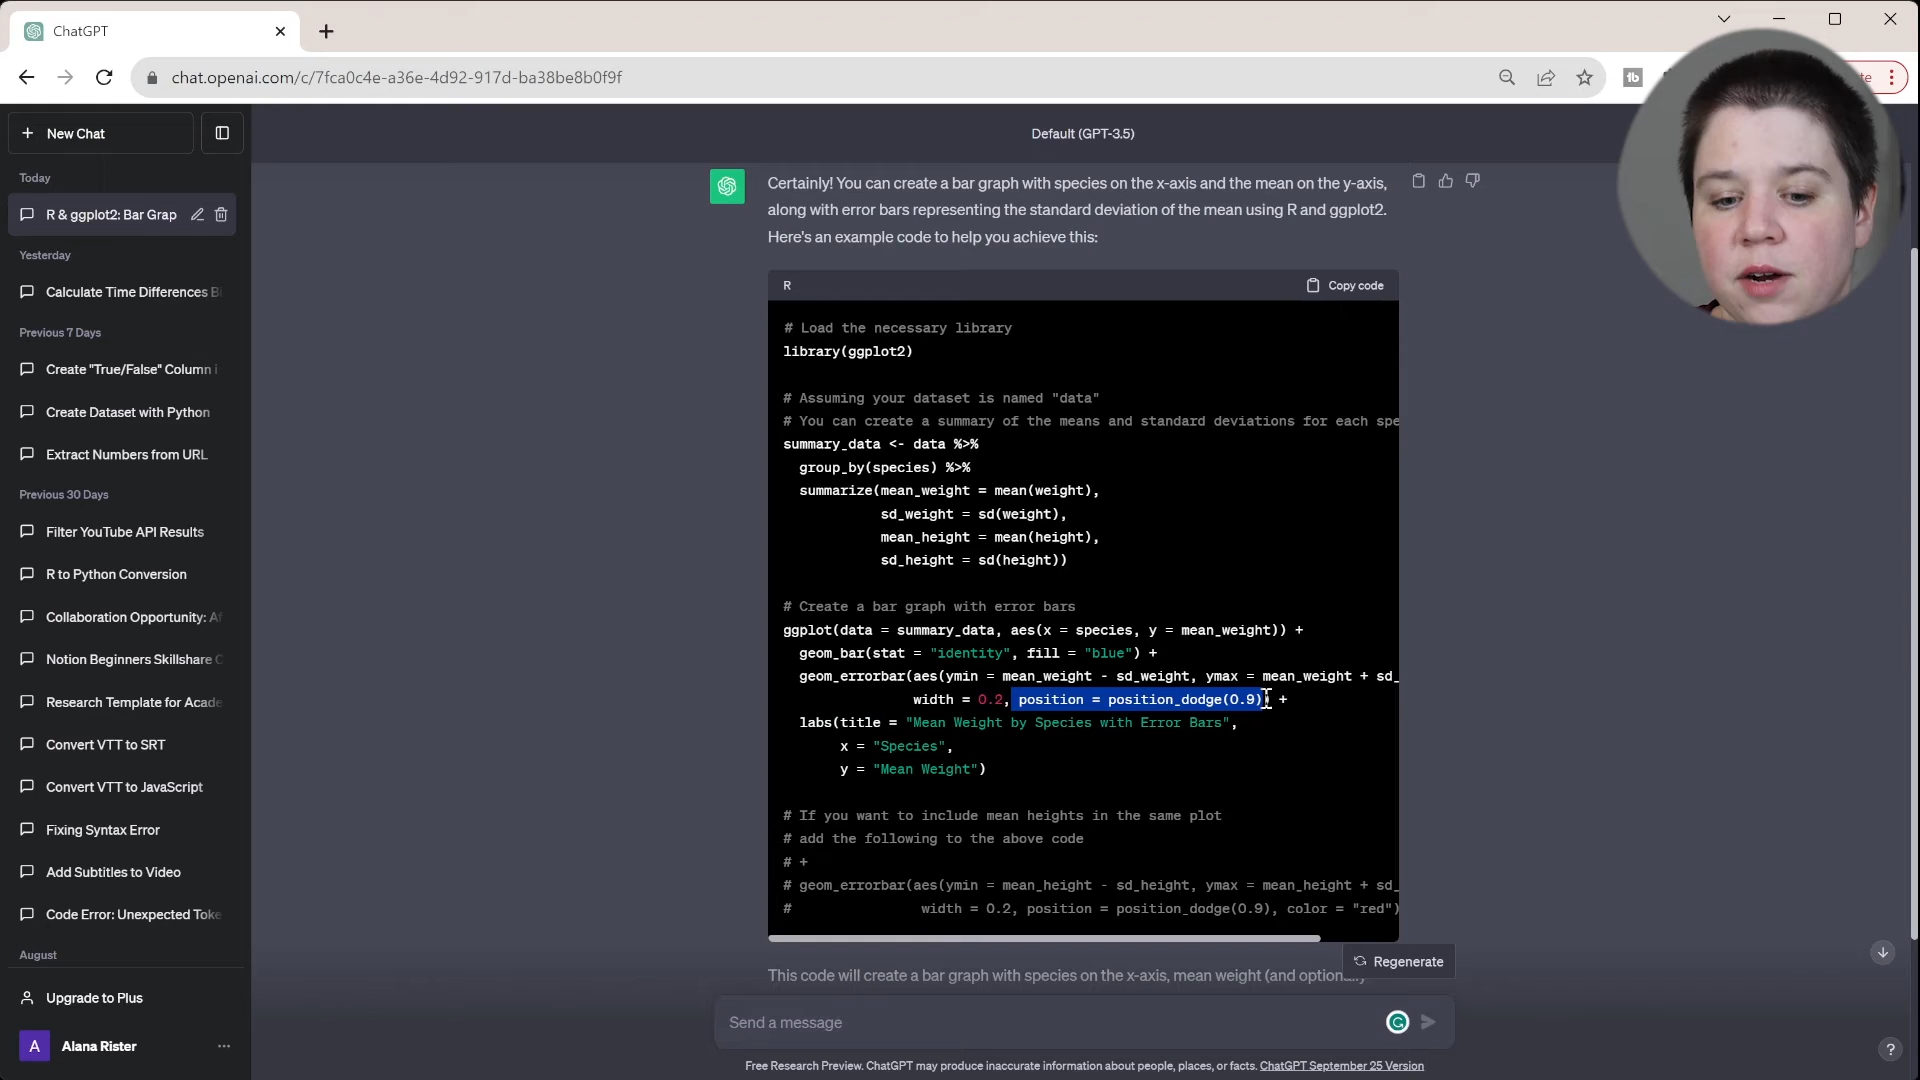 ChatGPT
chat.openai.com/c/7fca0c4e-a36e-4d92-917d-ba38be8b0f9f
tb
New Chat
Default (GPT-3.5)
Today
R & ggplot2: Bar Grap
Yesterday
Calculate Time Differences
Previous 7 Days
Create "True/False" Column
Create Dataset with Python
Extract Numbers from URL
Previous 30 Days
Filter YouTube API Results
R to Python Conversion
Collaboration Opportunity:
Notion Beginners Skillshare
Research Template for Acade
Convert VTT to SRT
Convert VTT to JavaScript
Fixing Syntax Error
Add Subtitles to Video
Code Error: Unexpected Toke
August
Upgrade to Plus
A
Alana Rister
Certainly! You can create a bar graph with species on the x-axis and the mean on the y-axis,
along with error bars representing the standard deviation of the mean using R and ggplot2.
Here's an example code to help you achieve this:
R
Copy code
# Load the necessary library
library(ggplot2)
# Assuming your dataset is named "data"
# You can create a summary of the means and standard deviations for each spe
summary_data <- data %>%
group_by(species) %>%
summarize(mean_weight = mean(weight),
sd_weight = sd(weight),
mean_height = mean(height),
sd_height = sd(height))
# Create a bar graph with error bars
ggplot(data = summary_data, aes(x = species, y = mean_weight)) +
geom_bar(stat = "identity", fill = "blue") +
geom_errorbar(aes(ymin = mean_weight - sd_weight, ymax = mean_weight + sd_
width = 0.2, position = position_dodge(0.9)) +
labs(title = "Mean Weight by Species with Error Bars",
x = "Species",
y = "Mean Weight")
# If you want to include mean heights in the same plot
# add the following to the above code
# +
# geom_errorbar(aes(ymin = mean_height - sd_height, ymax = mean_height + sd_
# width = 0.2, position = position_dodge(0.9), color = "red")
This code will create a bar graph with species on the x-axis, mean weight (and optionally
Regenerate
Send a message
Free Research Preview. ChatGPT may produce inaccurate information about people, places, or facts. ChatGPT September 25 Version
?